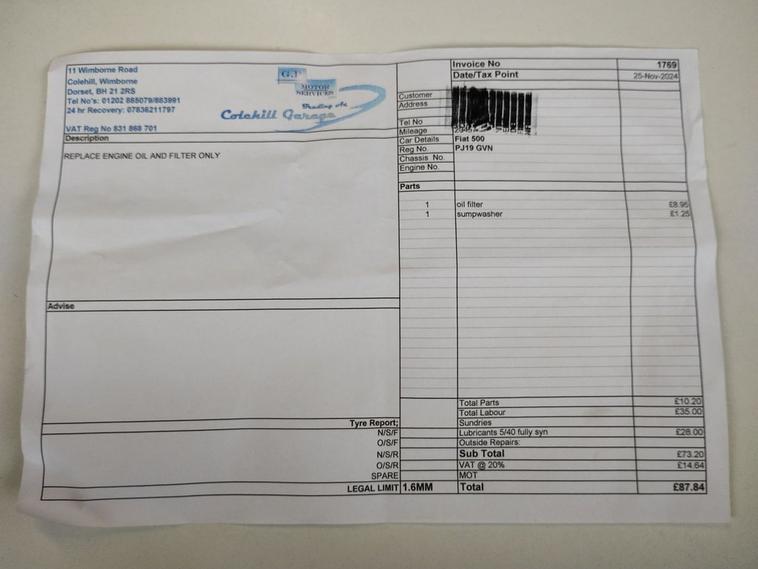 11 Wimborne Road
Colehill, Wimborne
Dorset, BH 21 2RS
Tel No's: 01202 885079/883991
24 hr Recovery: 07836211797
VAT Reg No 831 868 701
G.P
MOTOR
SERVICES
Trading As
Colehill Garage
Invoice No 1769
Date/Tax Point 25-Nov-2024
Customer
Address
Tel No
Mileage
Car Details Fiat 500
Reg No. PJ19 GVN
Chassis No.
Engine No.
Description
REPLACE ENGINE OIL AND FILTER ONLY
Parts
1 oil filter £8.95
1 sumpwasher £1.25
Advise
Total Parts £10.20
Total Labour £35.00
Tyre Report; Sundries
N/S/F Lubricants 5/40 fully syn £28.00
O/S/F Outside Repairs:
N/S/R Sub Total £73.20
O/S/R VAT @ 20% £14.64
SPARE MOT
LEGAL LIMIT 1.6MM Total £87.84